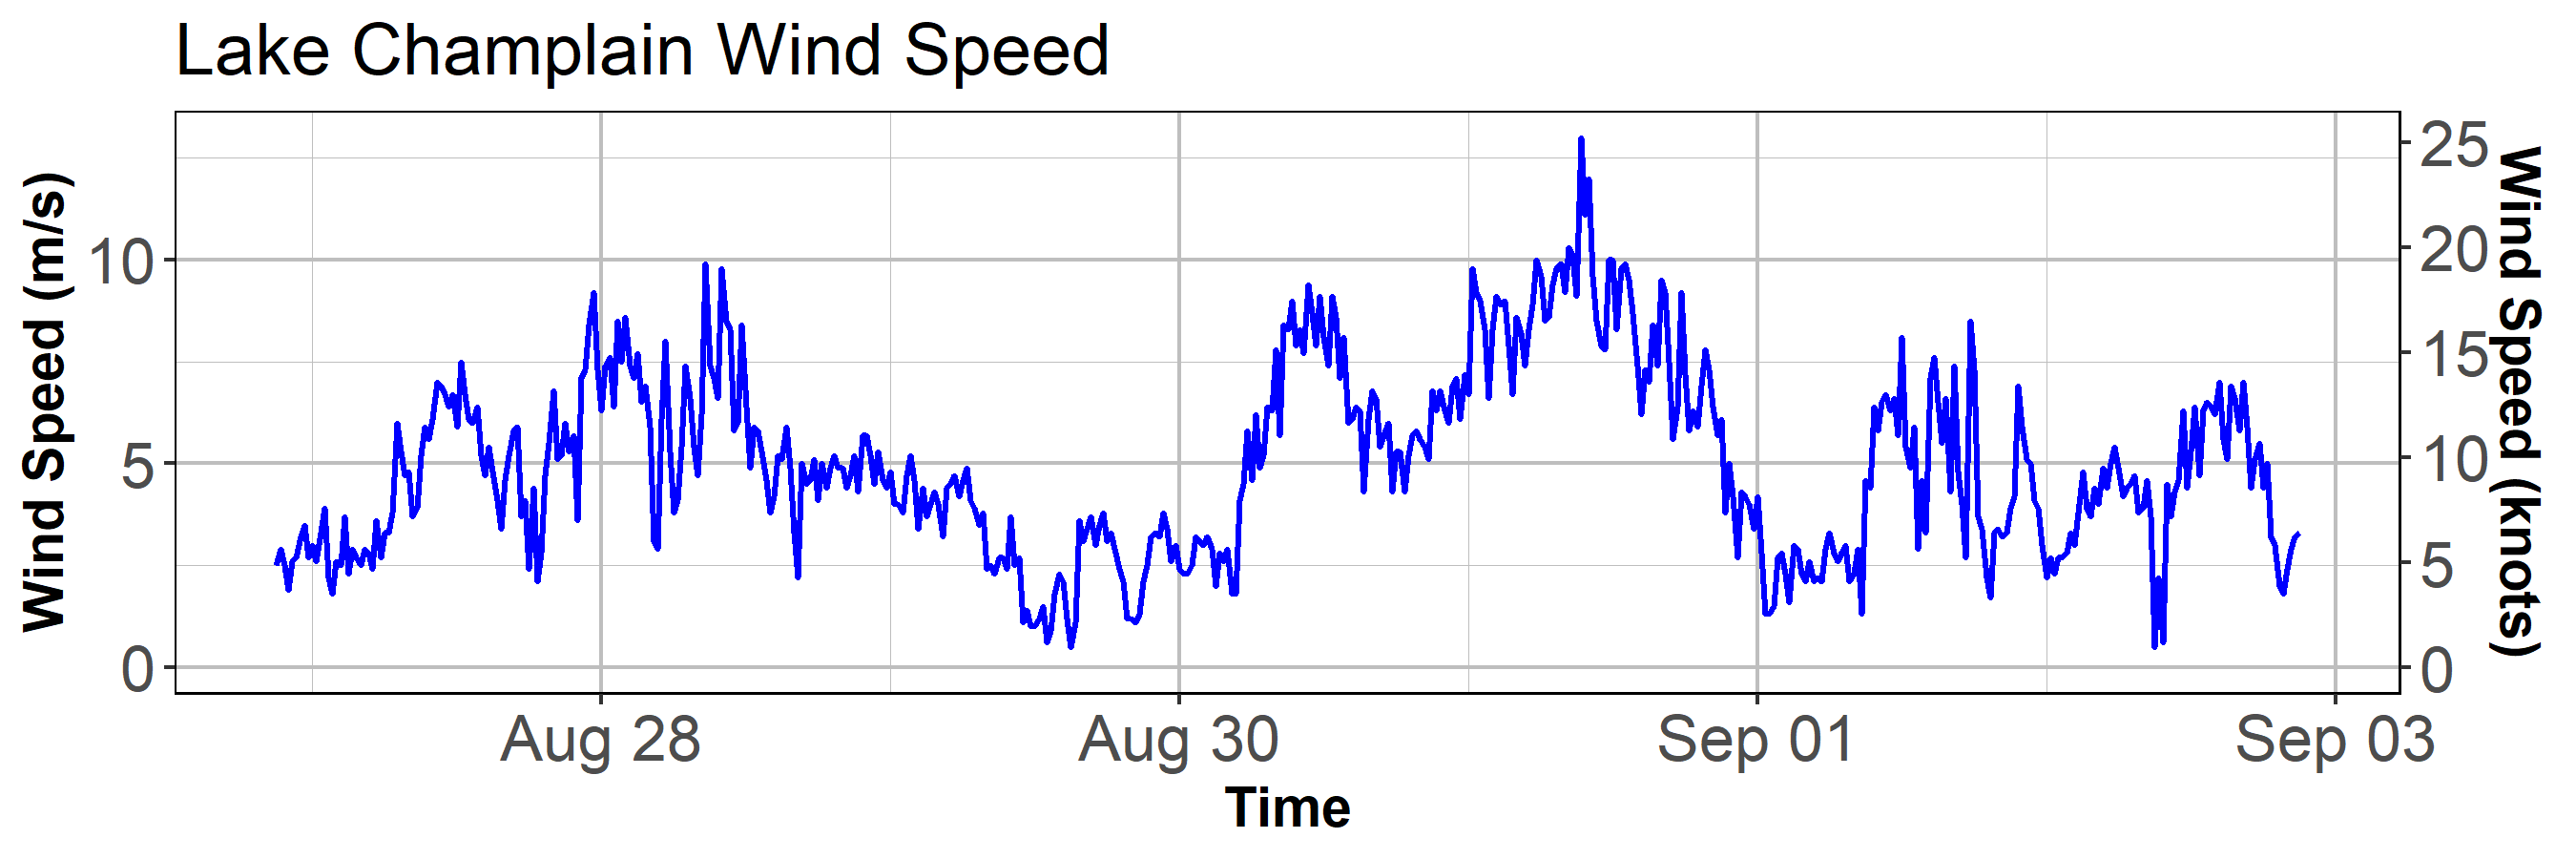 Lake Champlain Wind Speed
Wind Speed (m/s)
10
5
0
25
20
15
10
5
0
Wind Speed (knots)
Aug 28 Aug 30 Sep 01 Sep 03
Time